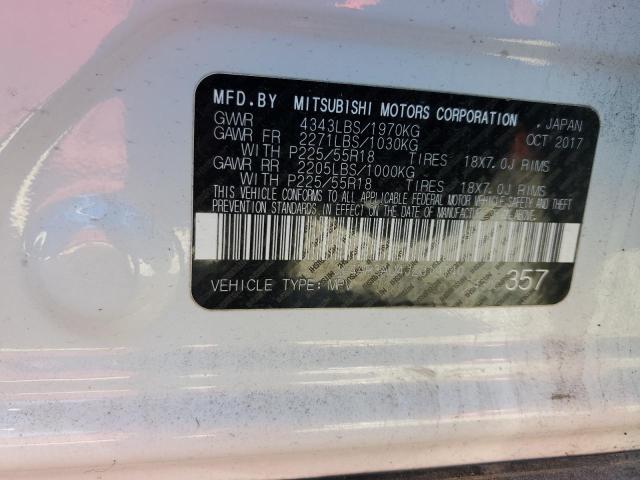 MFD.BY MITSUBISHI MOTORS CORPORATION , JAPAN
GVWR 4343LBS/1970KG OCT 2017
GAWR FR 2271LBS/1030KG
WITH P225/55R18 TIRES 18X7.0J RIMS
GAWR RR 2205LBS/1000KG
WITH P225/55R18 TIRES 18X7.0J RIMS
THIS VEHICLE CONFORMS TO ALL APPLICABLE FEDERAL MOTOR VEHICLE SAFETY AND THEFT
PREVENTION STANDARDS IN EFFECT ON THE DATE OF MANUFACTURE
VEHICLE TYPE: MPV 357